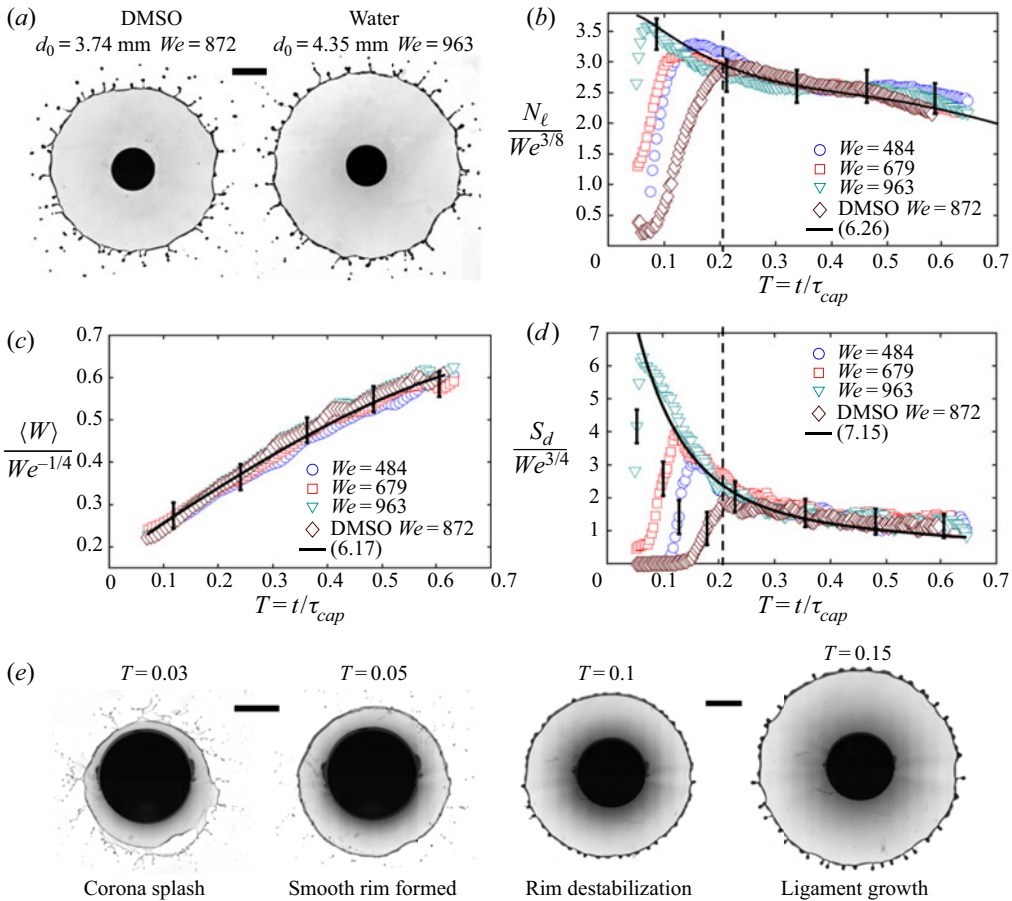 (a)
DMSO
Water
d0 = 3.74 mm We = 872
d0 = 4.35 mm We = 963
(b)
3.5
3.0
2.5
2.0
1.5
1.0
0.5
Nℓ
We3/8
We = 484
We = 679
We = 963
DMSO We = 872
(6.26)
0 0.1 0.2 0.3 0.4 0.5 0.6 0.7
T = t/τcap
(c)
0.7
0.6
0.5
0.4
0.3
0.2
⟨W⟩
We−1/4
We = 484
We = 679
We = 963
DMSO We = 872
(6.17)
0 0.1 0.2 0.3 0.4 0.5 0.6 0.7
T = t/τcap
(d)
7
6
5
4
3
2
1
Sd
We3/4
We = 484
We = 679
We = 963
DMSO We = 872
(7.15)
0 0.1 0.2 0.3 0.4 0.5 0.6 0.7
T = t/τcap
(e)
T = 0.03
T = 0.05
T = 0.1
T = 0.15
Corona splash
Smooth rim formed
Rim destabilization
Ligament growth